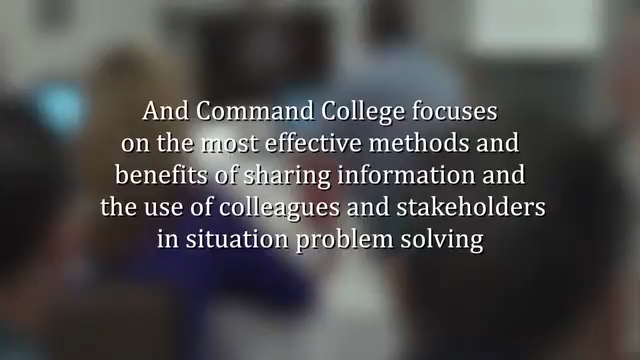 And Command College focuses
on the most effective methods and
benefits of sharing information and
the use of colleagues and stakeholders
in situation problem solving